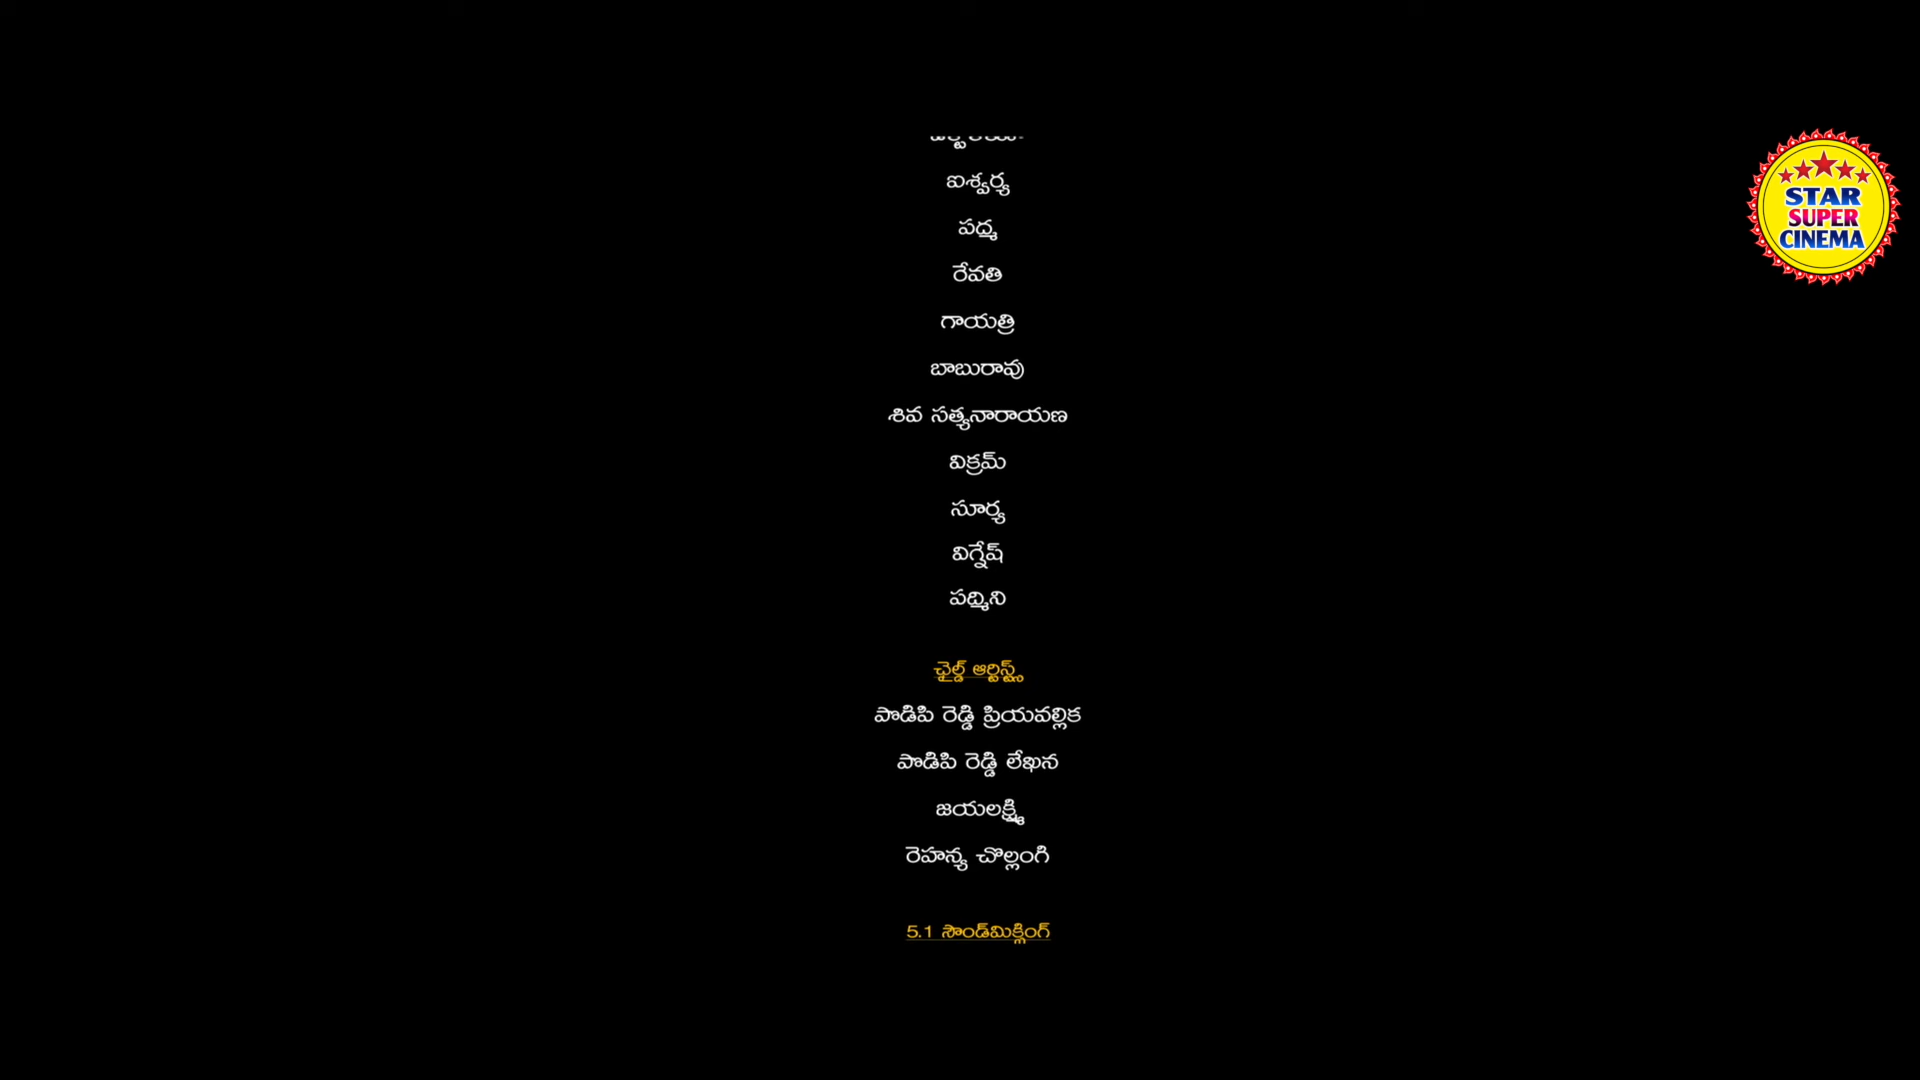 ఐశ్వర్య
పద్మ
రేవతి
గాయత్రి
బాబురావు
శివ సత్యనారాయణ
విక్రమ్
సూర్య
విగ్నేష్
పద్మిని
ఛైల్డ్ ఆర్టిస్ట్స్
పొడిపి రెడ్డి ప్రియవల్లిక
పొడిపి రెడ్డి లేఖన
జయలక్ష్మి
రెహన్య చొల్లంగి
5.1 సౌండ్‌మిక్సింగ్
STAR
SUPER
CINEMA